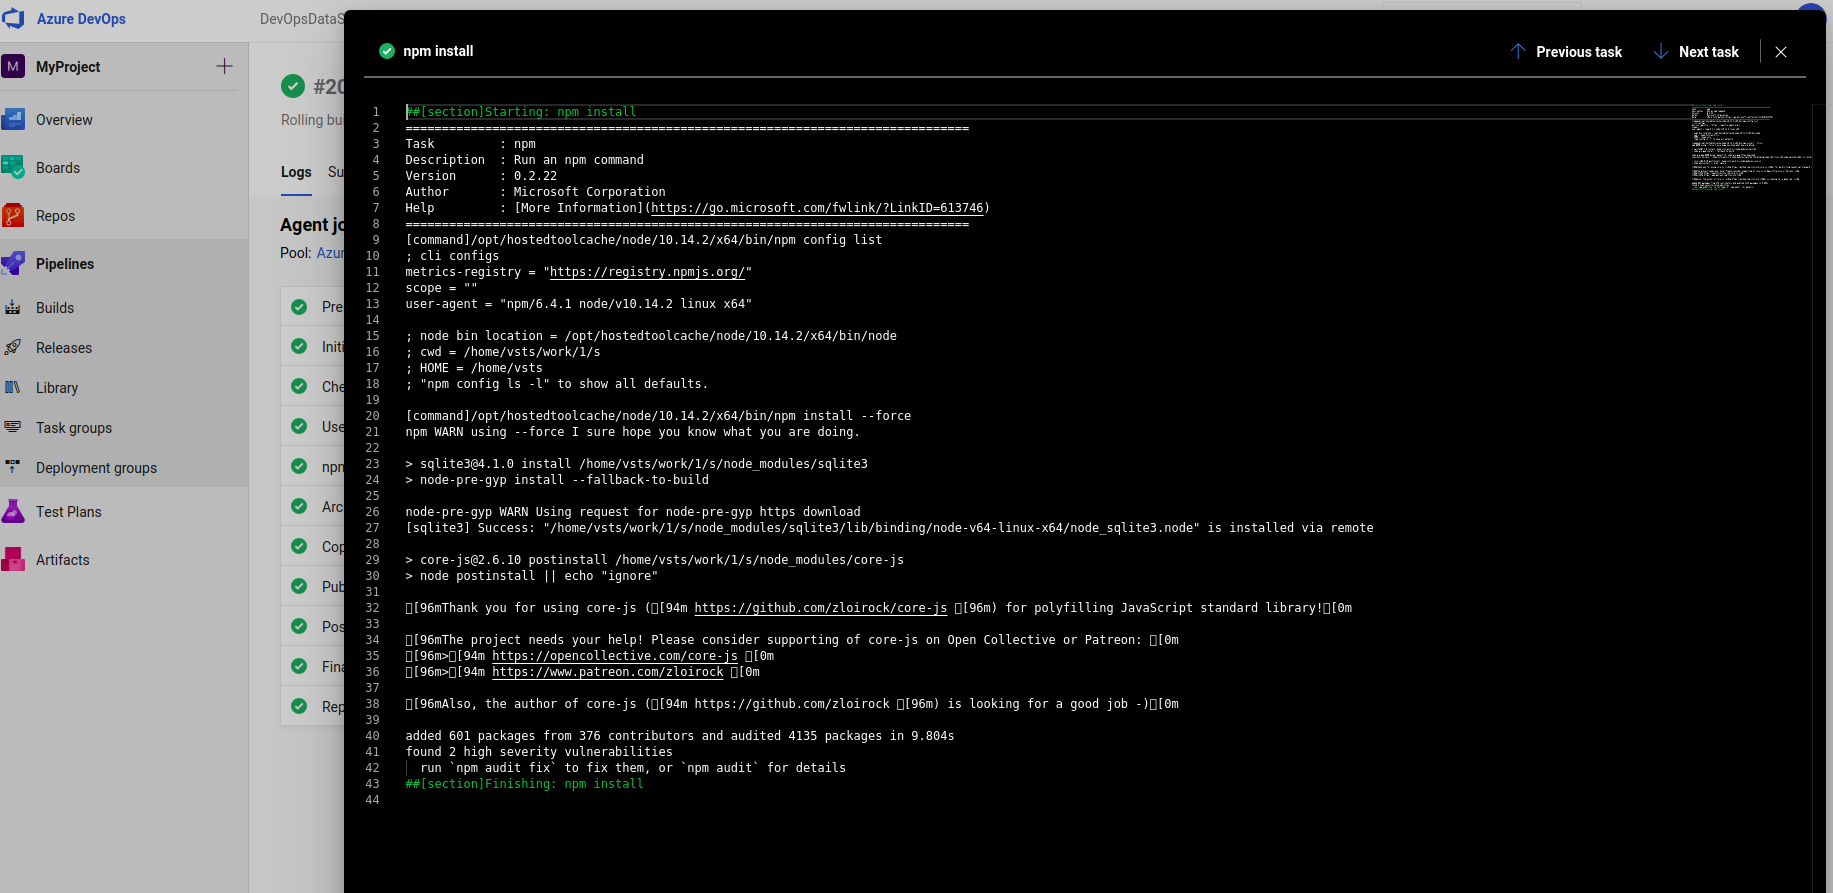 Azure DevOps
DevOpsDataS
M
MyProject
Overview
Boards
Repos
Pipelines
Builds
Releases
Library
Task groups
Deployment groups
Test Plans
Artifacts
#20
Rolling bui
Logs
Su
Agent jo
Pool: Azur
Pre
Initi
Che
Use
npn
Arc
Cop
Pub
Pos
Fina
Rep
npm install
Previous task
Next task
1 ##[section]Starting: npm install
2 ==============================================================================
3 Task         : npm
4 Description  : Run an npm command
5 Version      : 0.2.22
6 Author       : Microsoft Corporation
7 Help         : [More Information](https://go.microsoft.com/fwlink/?LinkID=613746)
8 ==============================================================================
9 [command]/opt/hostedtoolcache/node/10.14.2/x64/bin/npm config list
10 ; cli configs
11 metrics-registry = "https://registry.npmjs.org/"
12 scope = ""
13 user-agent = "npm/6.4.1 node/v10.14.2 linux x64"
14
15 ; node bin location = /opt/hostedtoolcache/node/10.14.2/x64/bin/node
16 ; cwd = /home/vsts/work/1/s
17 ; HOME = /home/vsts
18 ; "npm config ls -l" to show all defaults.
19
20 [command]/opt/hostedtoolcache/node/10.14.2/x64/bin/npm install --force
21 npm WARN using --force I sure hope you know what you are doing.
22
23 > sqlite3@4.1.0 install /home/vsts/work/1/s/node_modules/sqlite3
24 > node-pre-gyp install --fallback-to-build
25
26 node-pre-gyp WARN Using request for node-pre-gyp https download
27 [sqlite3] Success: "/home/vsts/work/1/s/node_modules/sqlite3/lib/binding/node-v64-linux-x64/node_sqlite3.node" is installed via remote
28
29 > core-js@2.6.10 postinstall /home/vsts/work/1/s/node_modules/core-js
30 > node postinstall || echo "ignore"
31
32 □[96mThank you for using core-js (□[94m https://github.com/zloirock/core-js □[96m) for polyfilling JavaScript standard library!□[0m
33
34 □[96mThe project needs your help! Please consider supporting of core-js on Open Collective or Patreon: □[0m
35 □[96m>□[94m https://opencollective.com/core-js □[0m
36 □[96m>□[94m https://www.patreon.com/zloirock □[0m
37
38 □[96mAlso, the author of core-js (□[94m https://github.com/zloirock □[96m) is looking for a good job -)□[0m
39
40 added 601 packages from 376 contributors and audited 4135 packages in 9.804s
41 found 2 high severity vulnerabilities
42   run `npm audit fix` to fix them, or `npm audit` for details
43 ##[section]Finishing: npm install
44